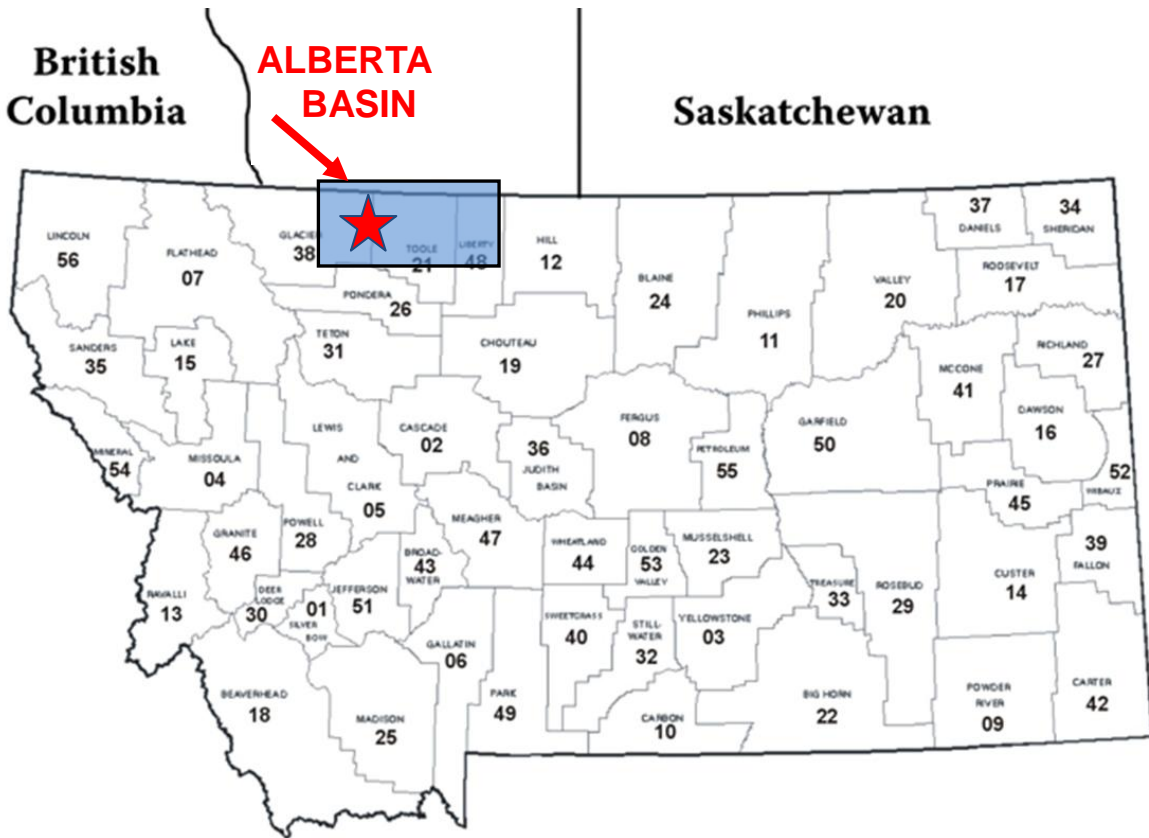 British
Columbia
ALBERTA
BASIN
Saskatchewan
LINCOLN
56
FLATHEAD
07
GLACIER
38
TOOLE
21
LIBERTY
48
HILL
12
BLAINE
24
PHILLIPS
11
VALLEY
20
37
DANIELS
34
SHERIDAN
ROOSEVELT
17
PONDERA
26
SANDERS
35
LAKE
15
TETON
31
CHOUTEAU
19
RICHLAND
27
MCCONE
41
DAWSON
16
LEWIS
AND
CLARK
05
CASCADE
02
36
JUDITH
BASIN
FERGUS
08
PETROLEUM
55
GARFIELD
50
MINERAL
54
MISSOULA
04
52
WIBAUX
PRAIRIE
45
GRANITE
46
POWELL
28
MEAGHER
47
BROAD-
43
WATER
WHEATLAND
44
GOLDEN
53
VALLEY
MUSSELSHELL
23
TREASURE
33
ROSEBUD
29
CUSTER
14
39
FALLON
RAVALLI
13
DEER
LODGE
30
01
SILVER
BOW
JEFFERSON
51
GALLATIN
06
SWEETGRASS
40
STILL-
WATER
32
YELLOWSTONE
03
BEAVERHEAD
18
MADISON
25
PARK
49
CARBON
10
BIG HORN
22
POWDER
RIVER
09
CARTER
42